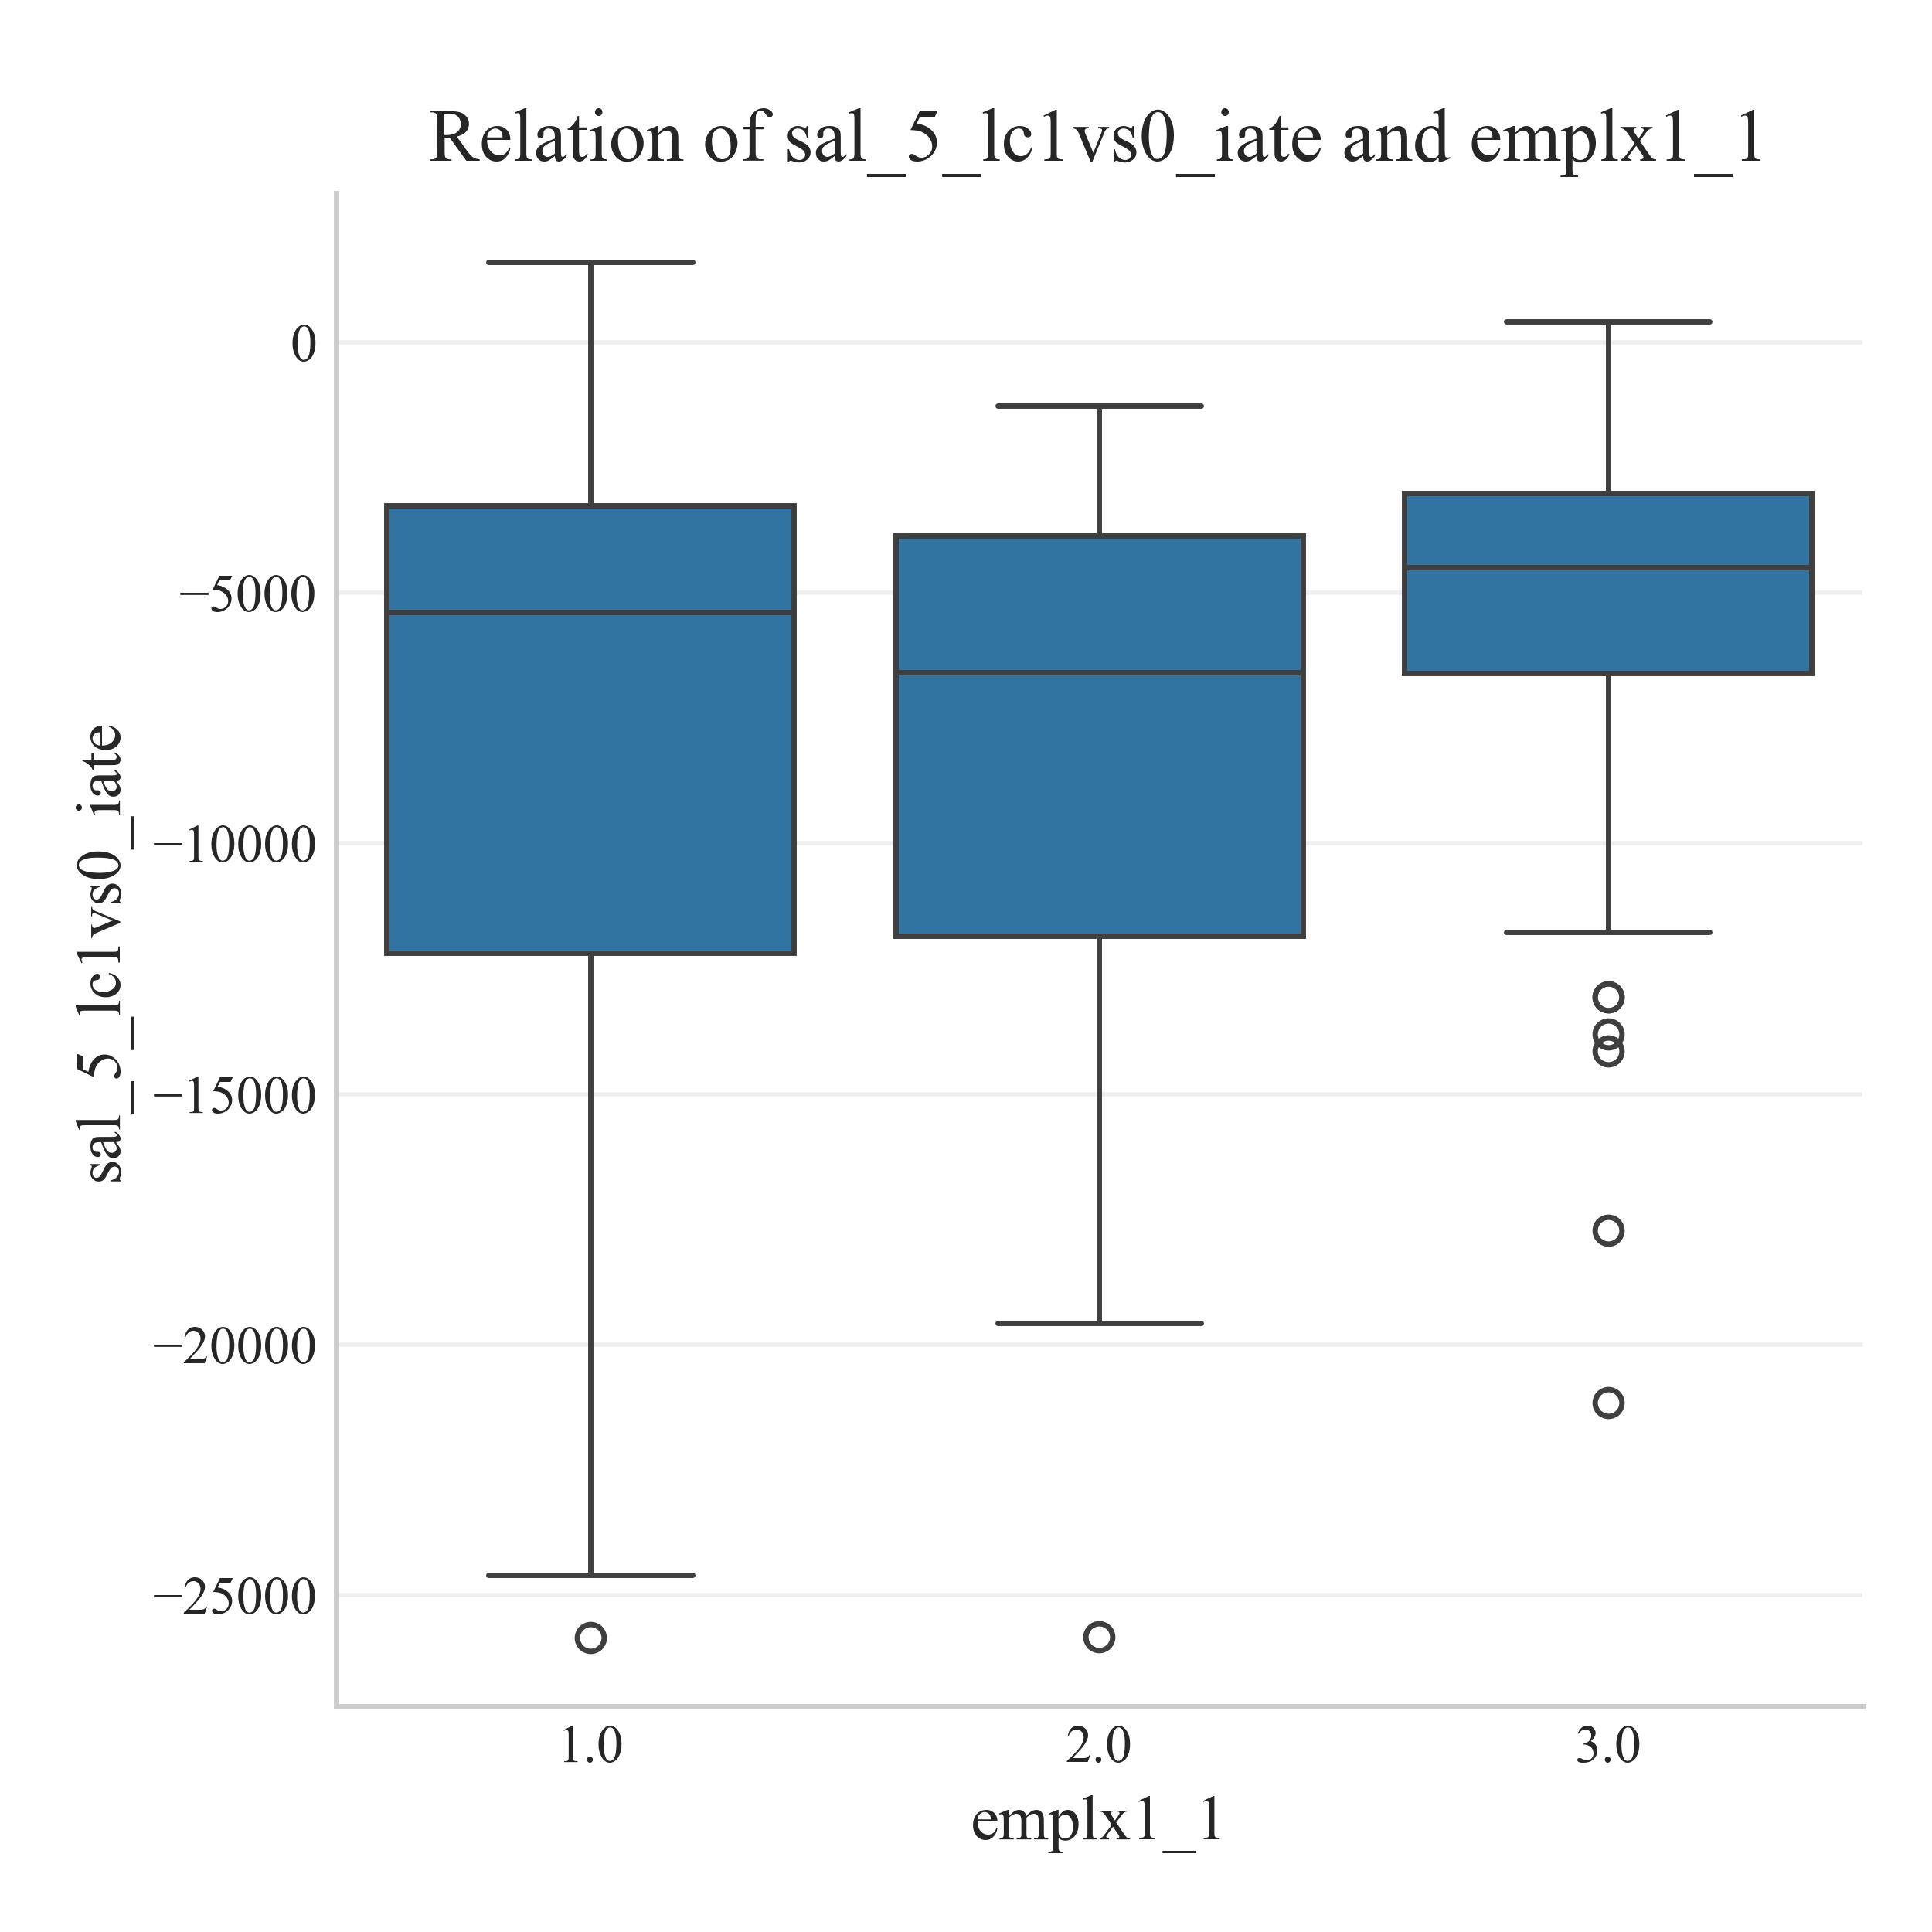 Relation of sal_5_lc1vs0_iate and emplx1_1
sal_5_lc1vs0_iate
0
−5000
−10000
−15000
−20000
−25000
1.0 2.0 3.0
emplx1_1